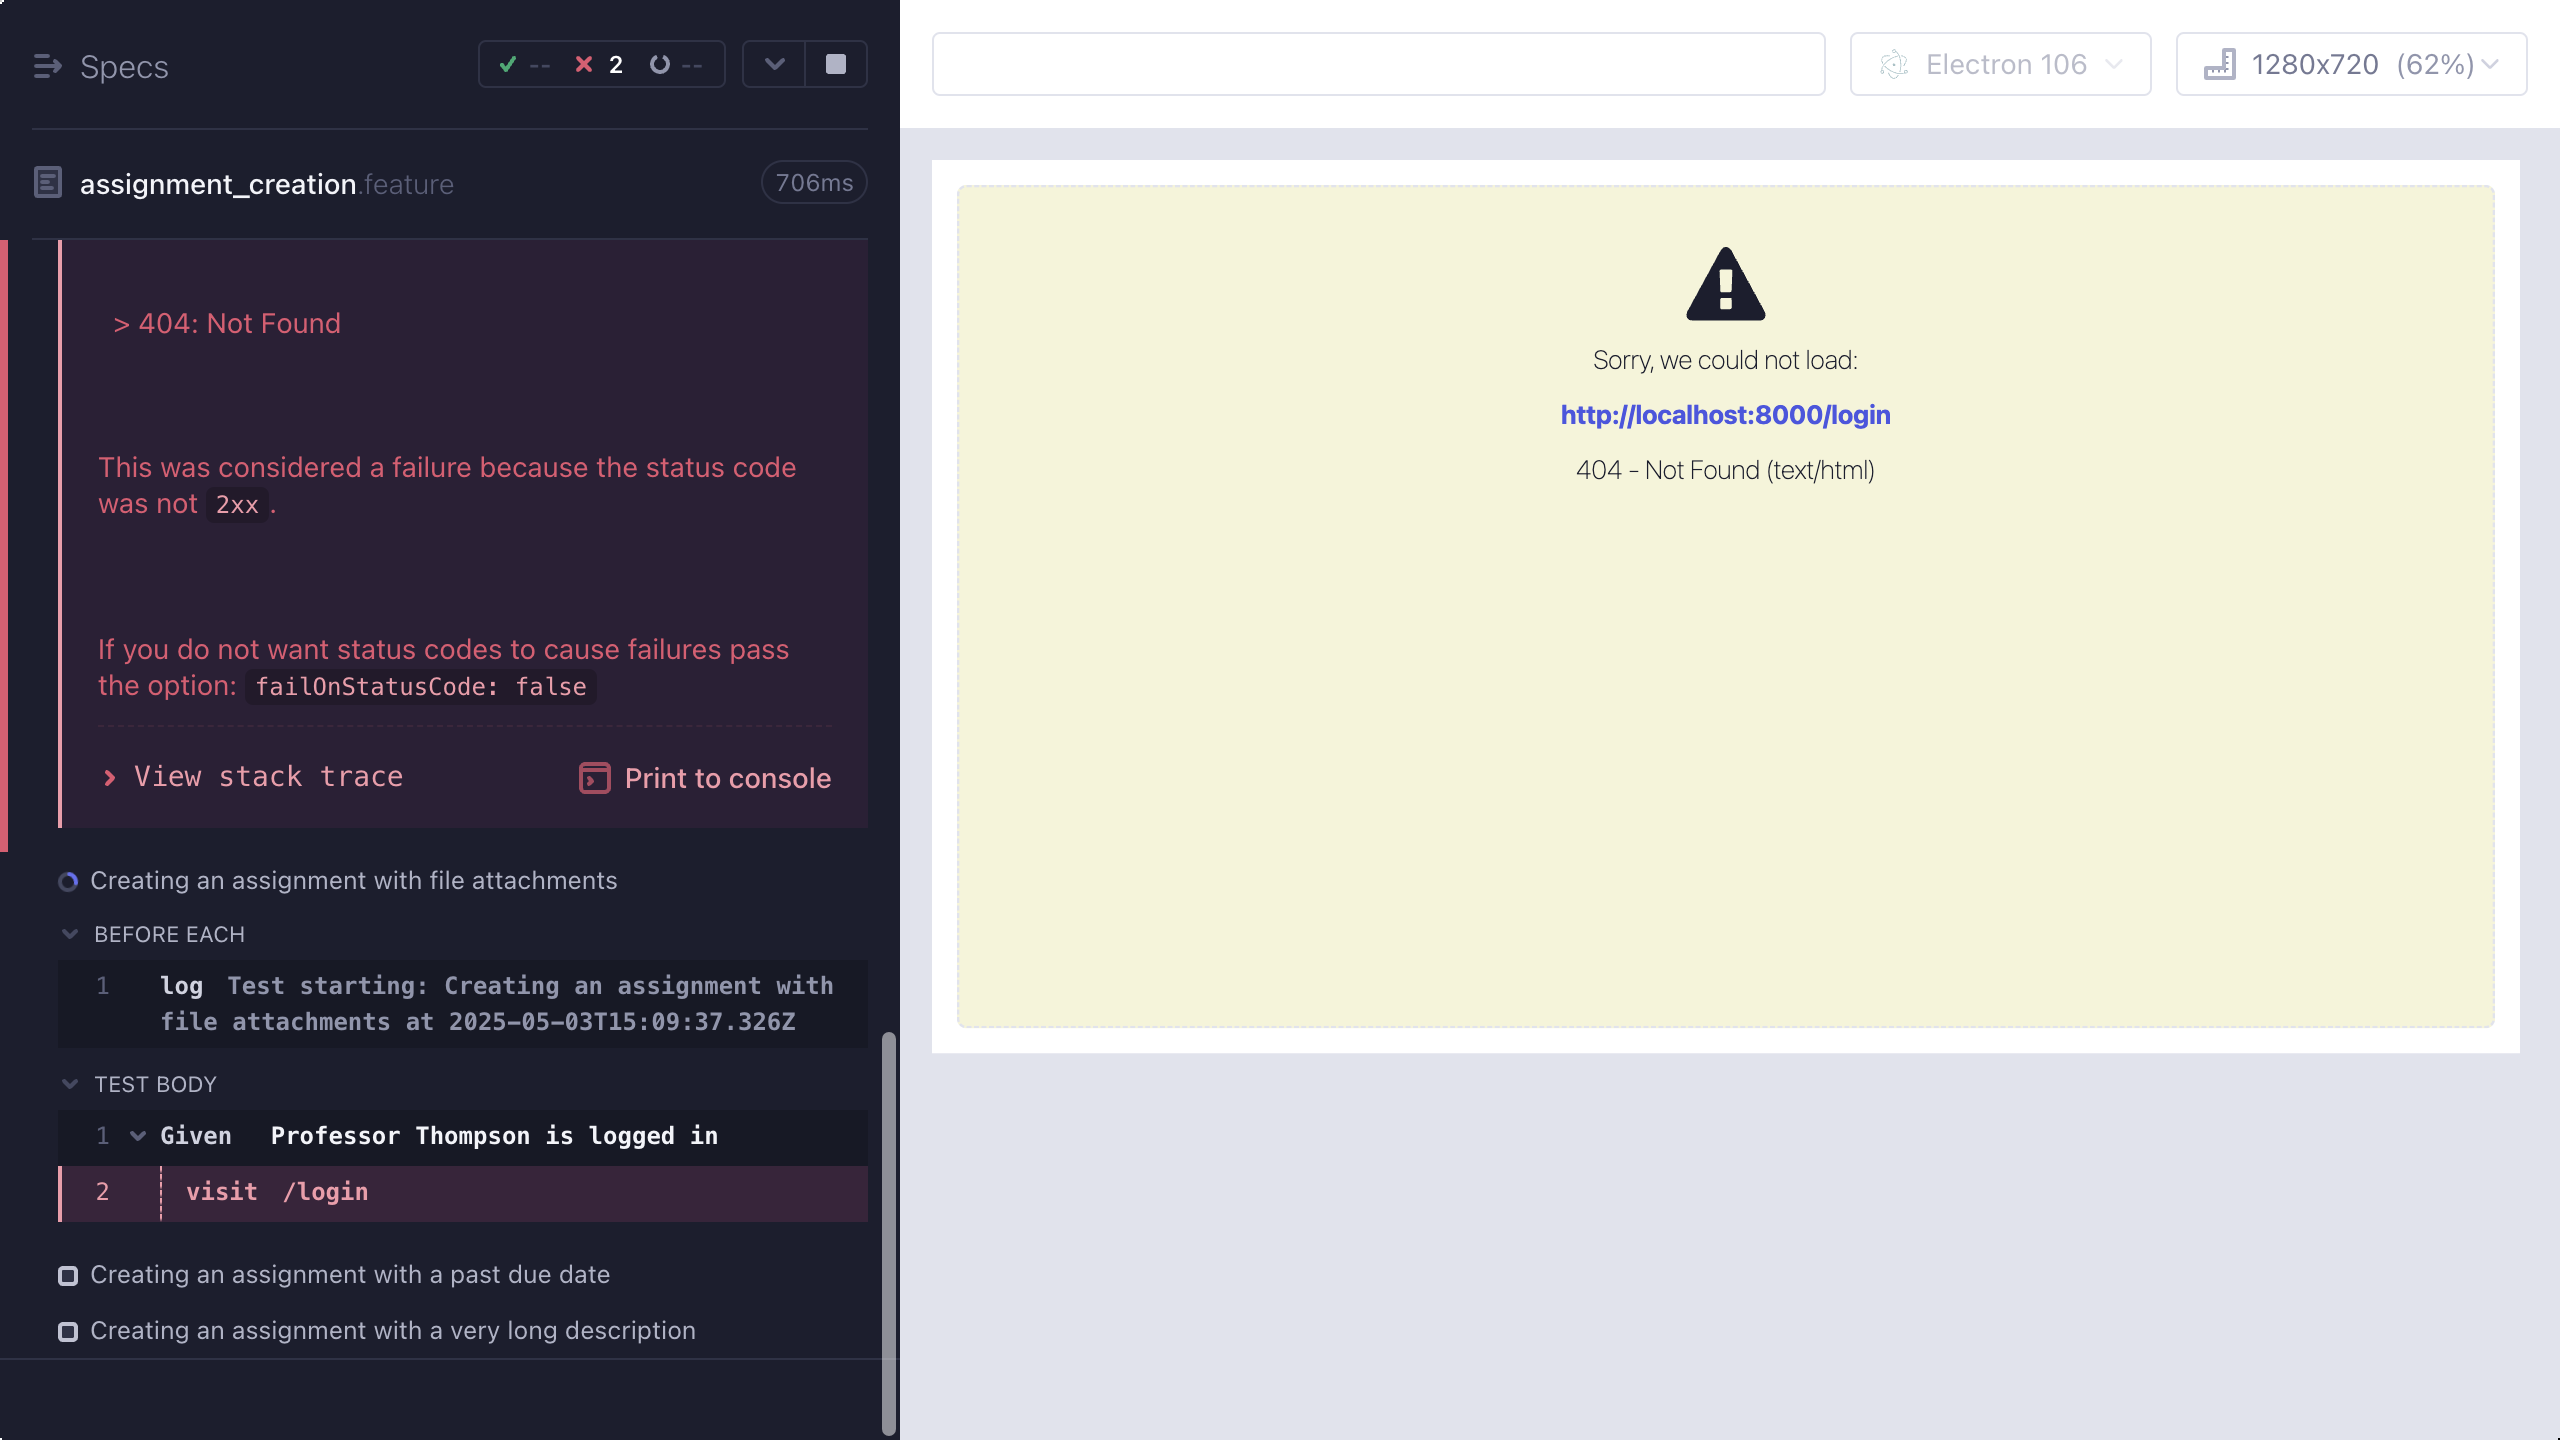 Specs
-- 2 --
assignment_creation.feature
706ms
> 404: Not Found
This was considered a failure because the status code
was not 2xx.
If you do not want status codes to cause failures pass
the option: failOnStatusCode: false
View stack trace
Print to console
Creating an assignment with file attachments
BEFORE EACH
1 log Test starting: Creating an assignment with
file attachments at 2025-05-03T15:09:37.326Z
TEST BODY
1 Given Professor Thompson is logged in
2 visit /login
Creating an assignment with a past due date
Creating an assignment with a very long description
Electron 106
1280x720 (62%)
Sorry, we could not load:
http://localhost:8000/login
404 - Not Found (text/html)